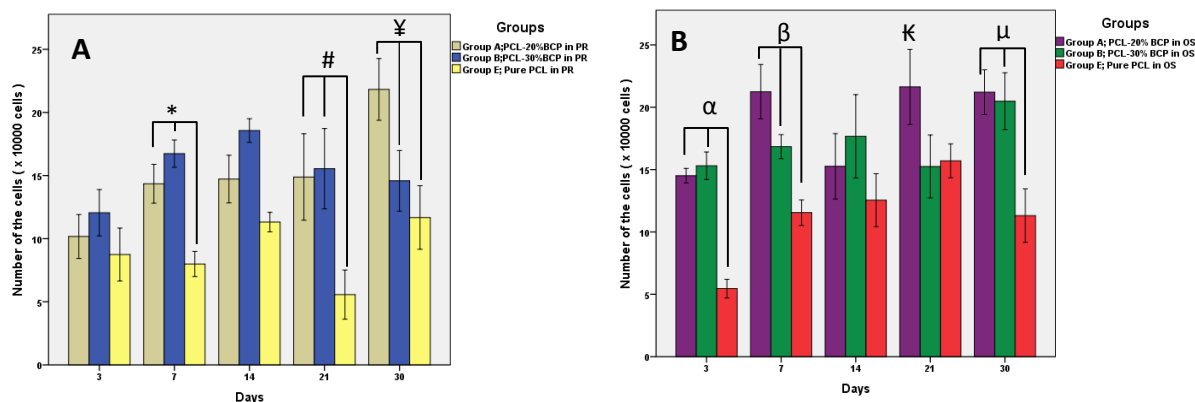 A
Number of the cells ( x 10000 cells)
25
20
15
10
5
0
3 7 14 21 30
Days
* # ¥
Groups
Group A;PCL-20%BCP in PR
Group B;PCL-30%BCP in PR
Group E; Pure PCL in PR
B
Number of the cells ( x 10000 cells)
25
20
15
10
5
0
3 7 14 21 30
Days
α β ₭ μ
Groups
Group A; PCL-20% BCP in OS
Group B; PCL-30% BCP in OS
Group E; Pure PCL in OS